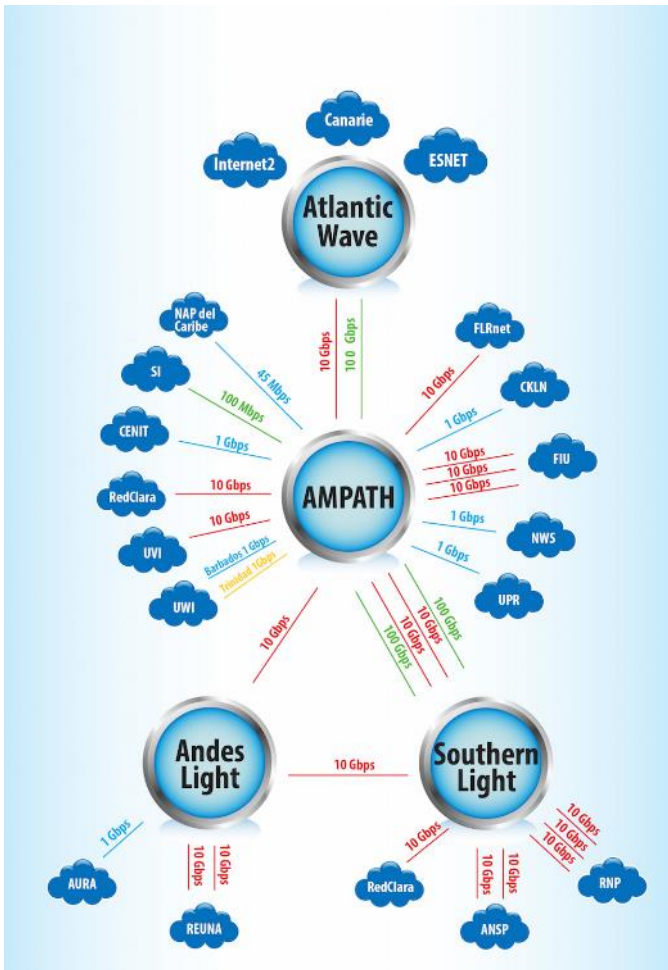 Canarie
Internet2
ESNET
Atlantic
Wave
10 Gbps
10 0 Gbps
NAP del
Caribe
45 Mbps
SI
100 Mbps
CENIT
1 Gbps
RedClara
10 Gbps
UVI
10 Gbps
UWI
Barbados 1 Gbps
Trinidad 1Gbps
FLRnet
10 Gbps
CKLN
1 Gbps
FIU
10 Gbps
10 Gbps
10 Gbps
NWS
1 Gbps
UPR
1 Gbps
AMPATH
10 Gbps
100 Gbps
10 Gbps
10 Gbps
100 Gbps
Andes
Light
10 Gbps
Southern
Light
1 Gbps
AURA
10 Gbps
10 Gbps
REUNA
10 Gbps
RedClara
10 Gbps
10 Gbps
ANSP
10 Gbps
10 Gbps
10 Gbps
RNP